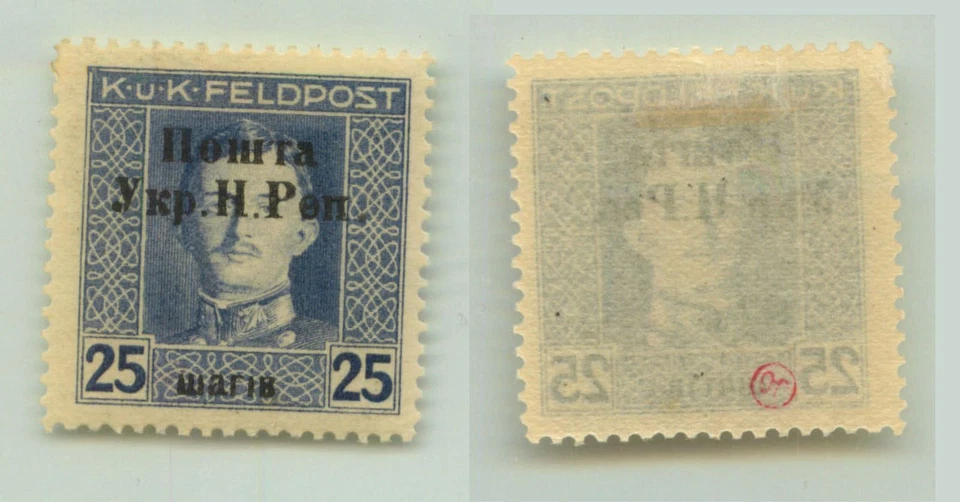 K·u·K·FELDPOST
Пошта
Укр.Н.Реп.
25 шагів 25